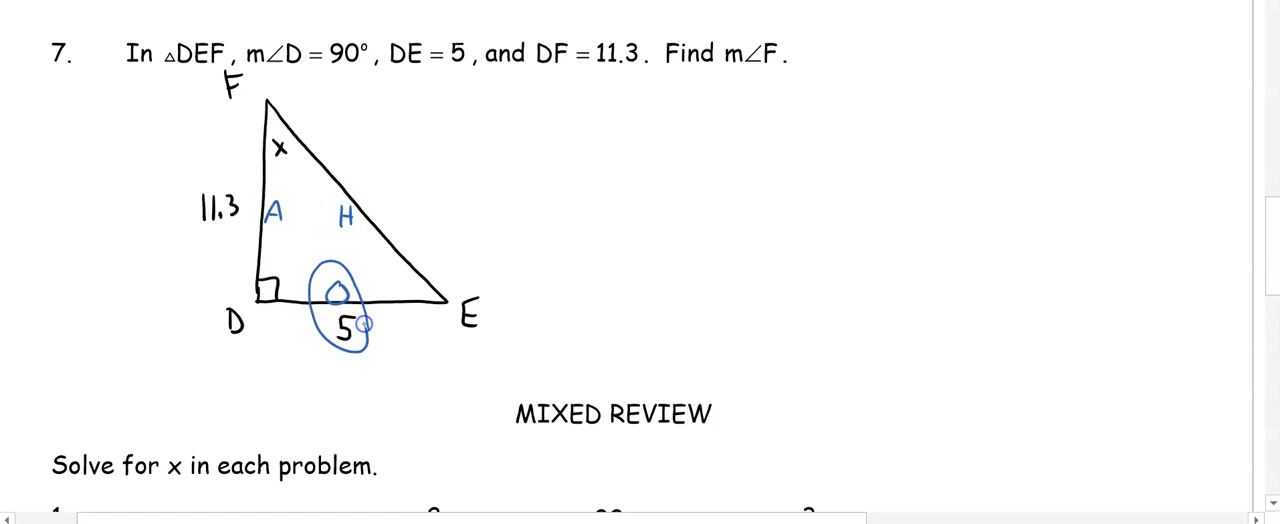 7. In △DEF, m∠D = 90°, DE = 5, and DF = 11.3. Find m∠F.
F
x
11.3 A H
O
D 5 E
MIXED REVIEW
Solve for x in each problem.